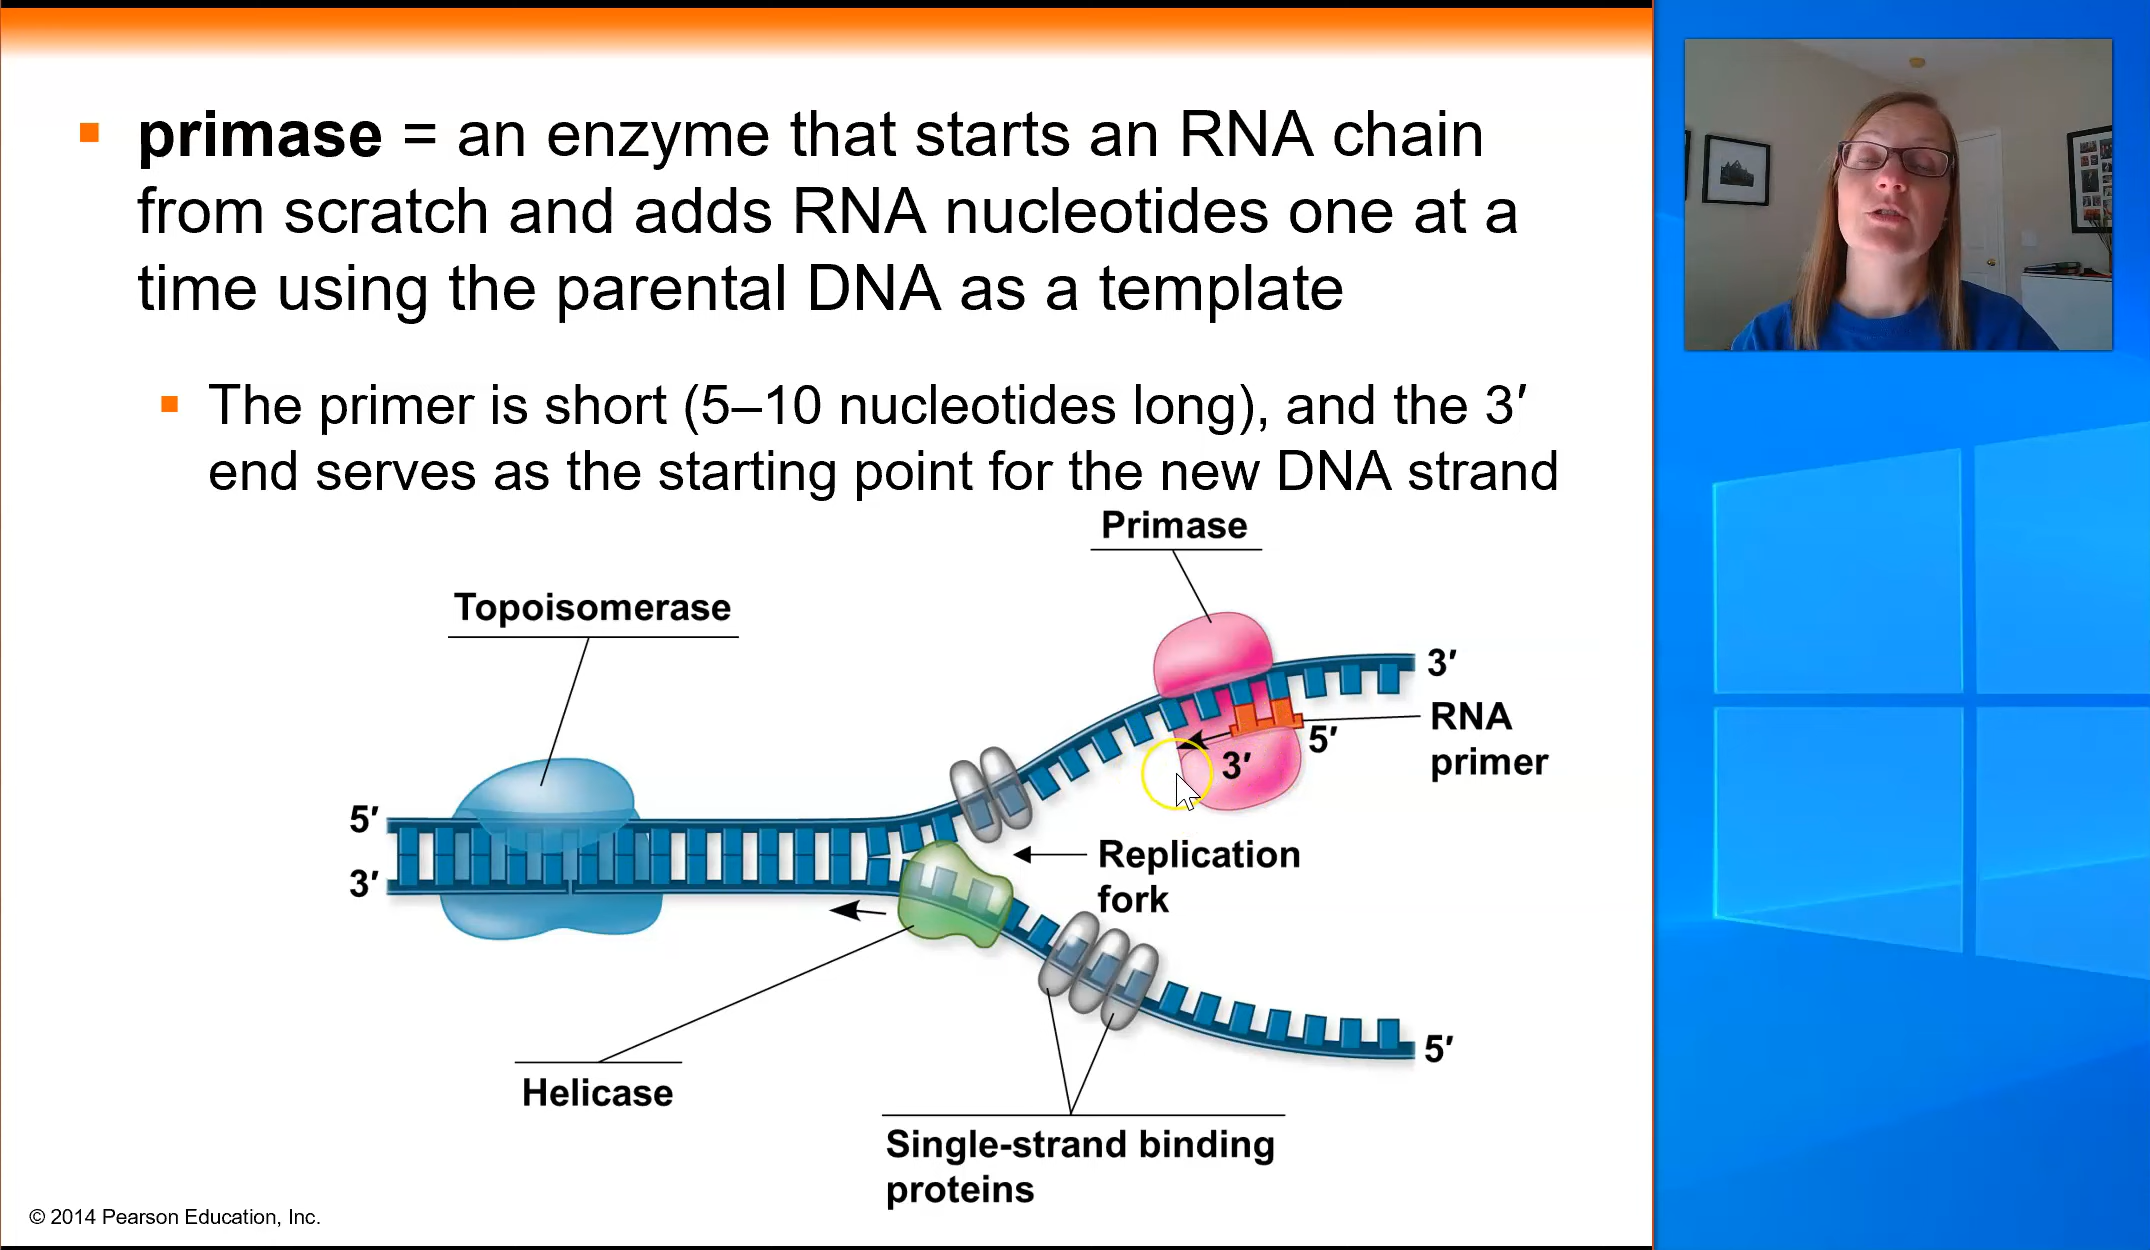 primase = an enzyme that starts an RNA chain
from scratch and adds RNA nucleotides one at a
time using the parental DNA as a template
The primer is short (5–10 nucleotides long), and the 3′
end serves as the starting point for the new DNA strand
Primase
Topoisomerase
3′
RNA
primer
5′
3′
5′
3′
Replication
fork
5′
Helicase
Single-strand binding
proteins
© 2014 Pearson Education, Inc.